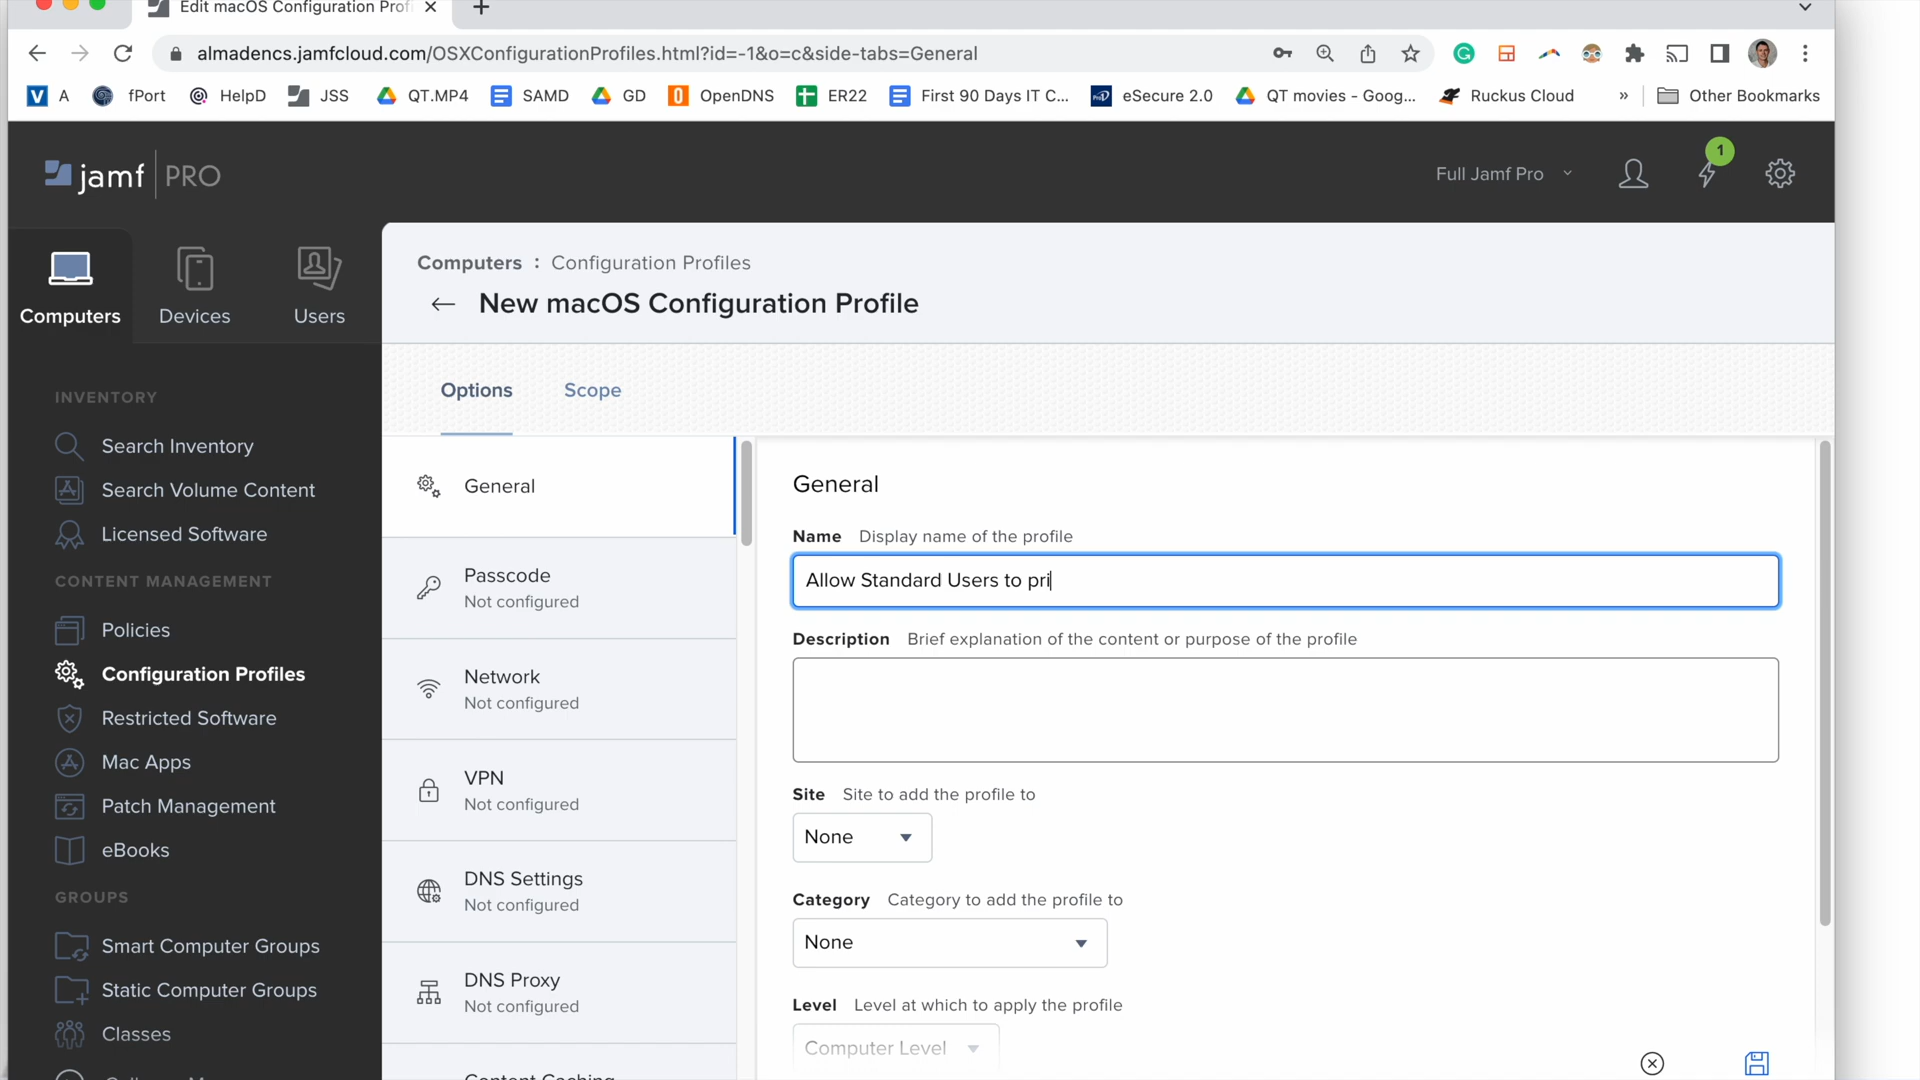 Edit macOS Configuration Prof
almadencs.jamfcloud.com/OSXConfigurationProfiles.html?id=-1&o=c&side-tabs=General
A
fPort
HelpD
JSS
QT.MP4
SAMD
GD
OpenDNS
ER22
First 90 Days IT C...
eSecure 2.0
QT movies - Goog...
Ruckus Cloud
»
Other Bookmarks
jamf PRO
Full Jamf Pro
1
Computers
Devices
Users
INVENTORY
Search Inventory
Search Volume Content
Licensed Software
CONTENT MANAGEMENT
Policies
Configuration Profiles
Restricted Software
Mac Apps
Patch Management
eBooks
GROUPS
Smart Computer Groups
Static Computer Groups
Classes
Computers : Configuration Profiles
New macOS Configuration Profile
Options
Scope
General
Passcode
Not configured
Network
Not configured
VPN
Not configured
DNS Settings
Not configured
DNS Proxy
Not configured
Content Caching
General
Name Display name of the profile
Allow Standard Users to pri
Description Brief explanation of the content or purpose of the profile
Site Site to add the profile to
None
Category Category to add the profile to
None
Level Level at which to apply the profile
Computer Level